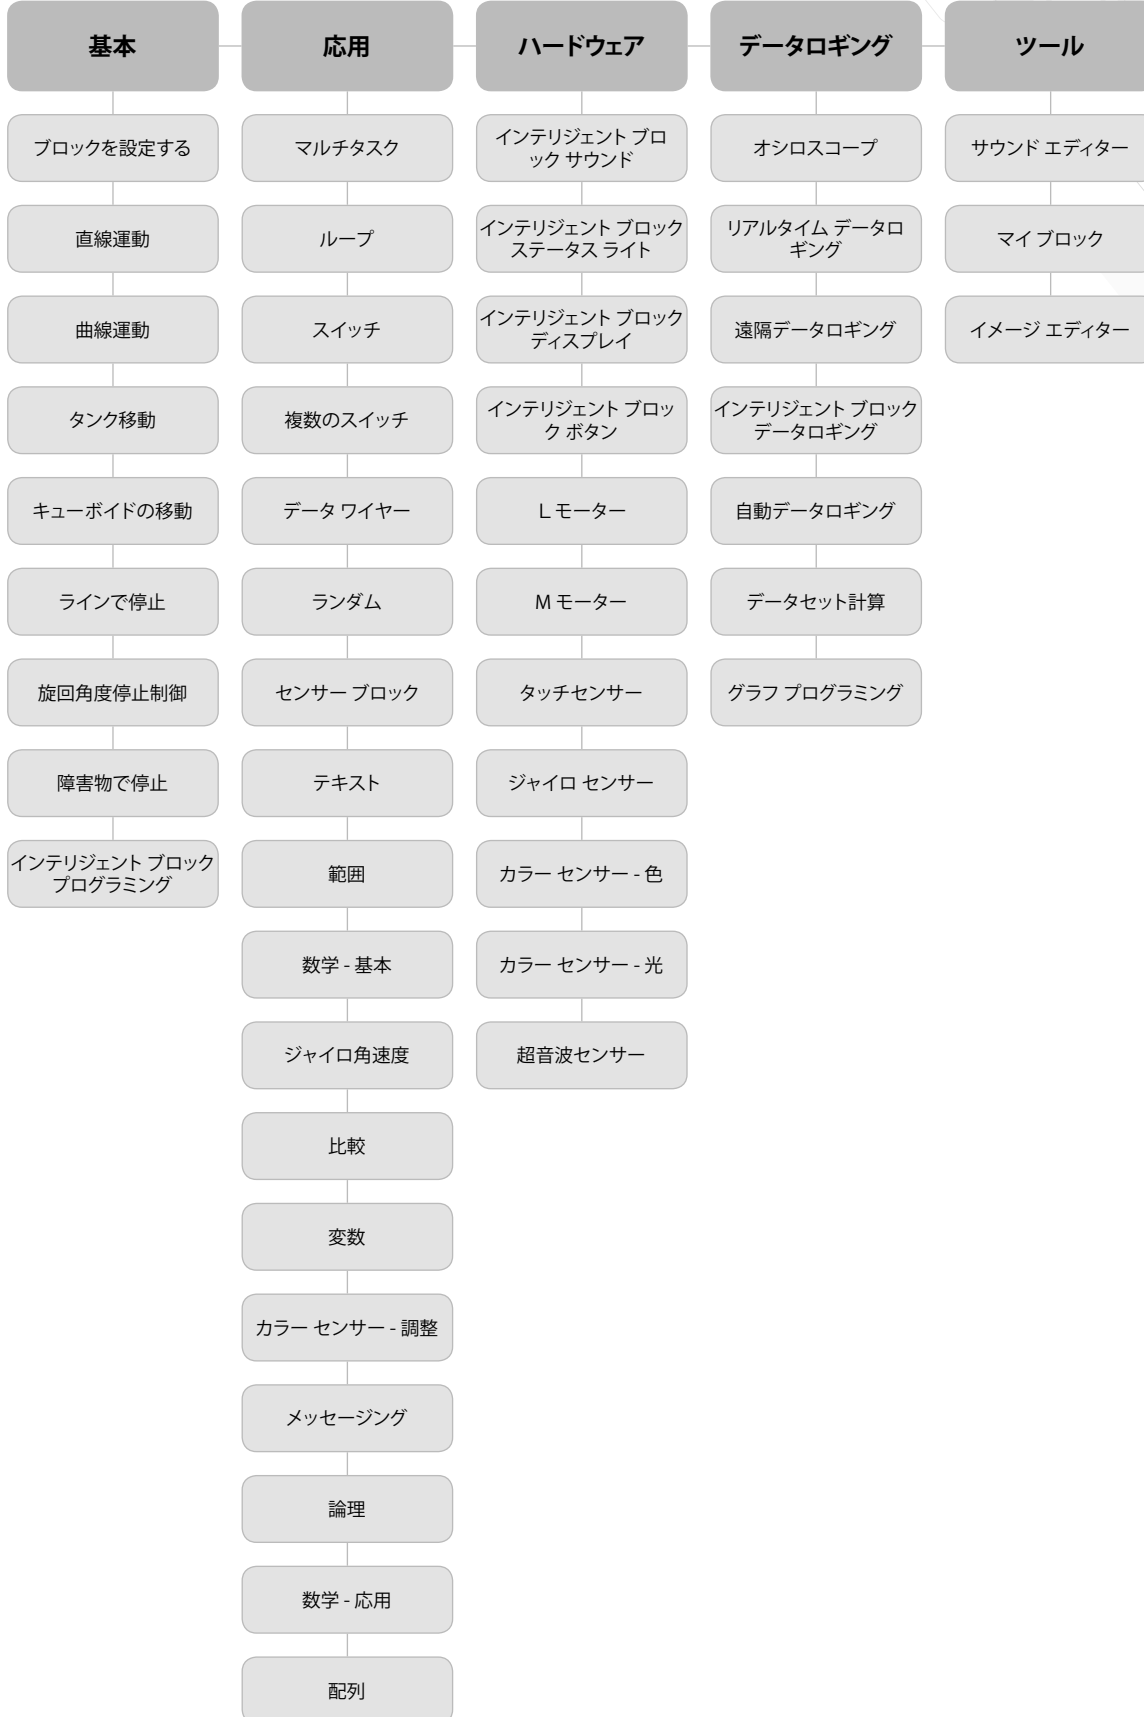 基本
ブロックを設定する
直線運動
曲線運動
タンク移動
キューボイドの移動
ラインで停止
旋回角度停止制御
障害物で停止
インテリジェント ブロック
プログラミング
応用
マルチタスク
ループ
スイッチ
複数のスイッチ
データ ワイヤー
ランダム
センサー ブロック
テキスト
範囲
数学 - 基本
ジャイロ角速度
比較
変数
カラー センサー - 調整
メッセージング
論理
数学 - 応用
配列
ハードウェア
インテリジェント ブロ
ック サウンド
インテリジェント ブロック
ステータス ライト
インテリジェント ブロック
ディスプレイ
インテリジェント ブロッ
ク ボタン
L モーター
M モーター
タッチセンサー
ジャイロ センサー
カラー センサー - 色
カラー センサー - 光
超音波センサー
データロギング
オシロスコープ
リアルタイム データロ
ギング
遠隔データロギング
インテリジェント ブロック
データロギング
自動データロギング
データセット計算
グラフ プログラミング
ツール
サウンド エディター
マイ ブロック
イメージ エディター